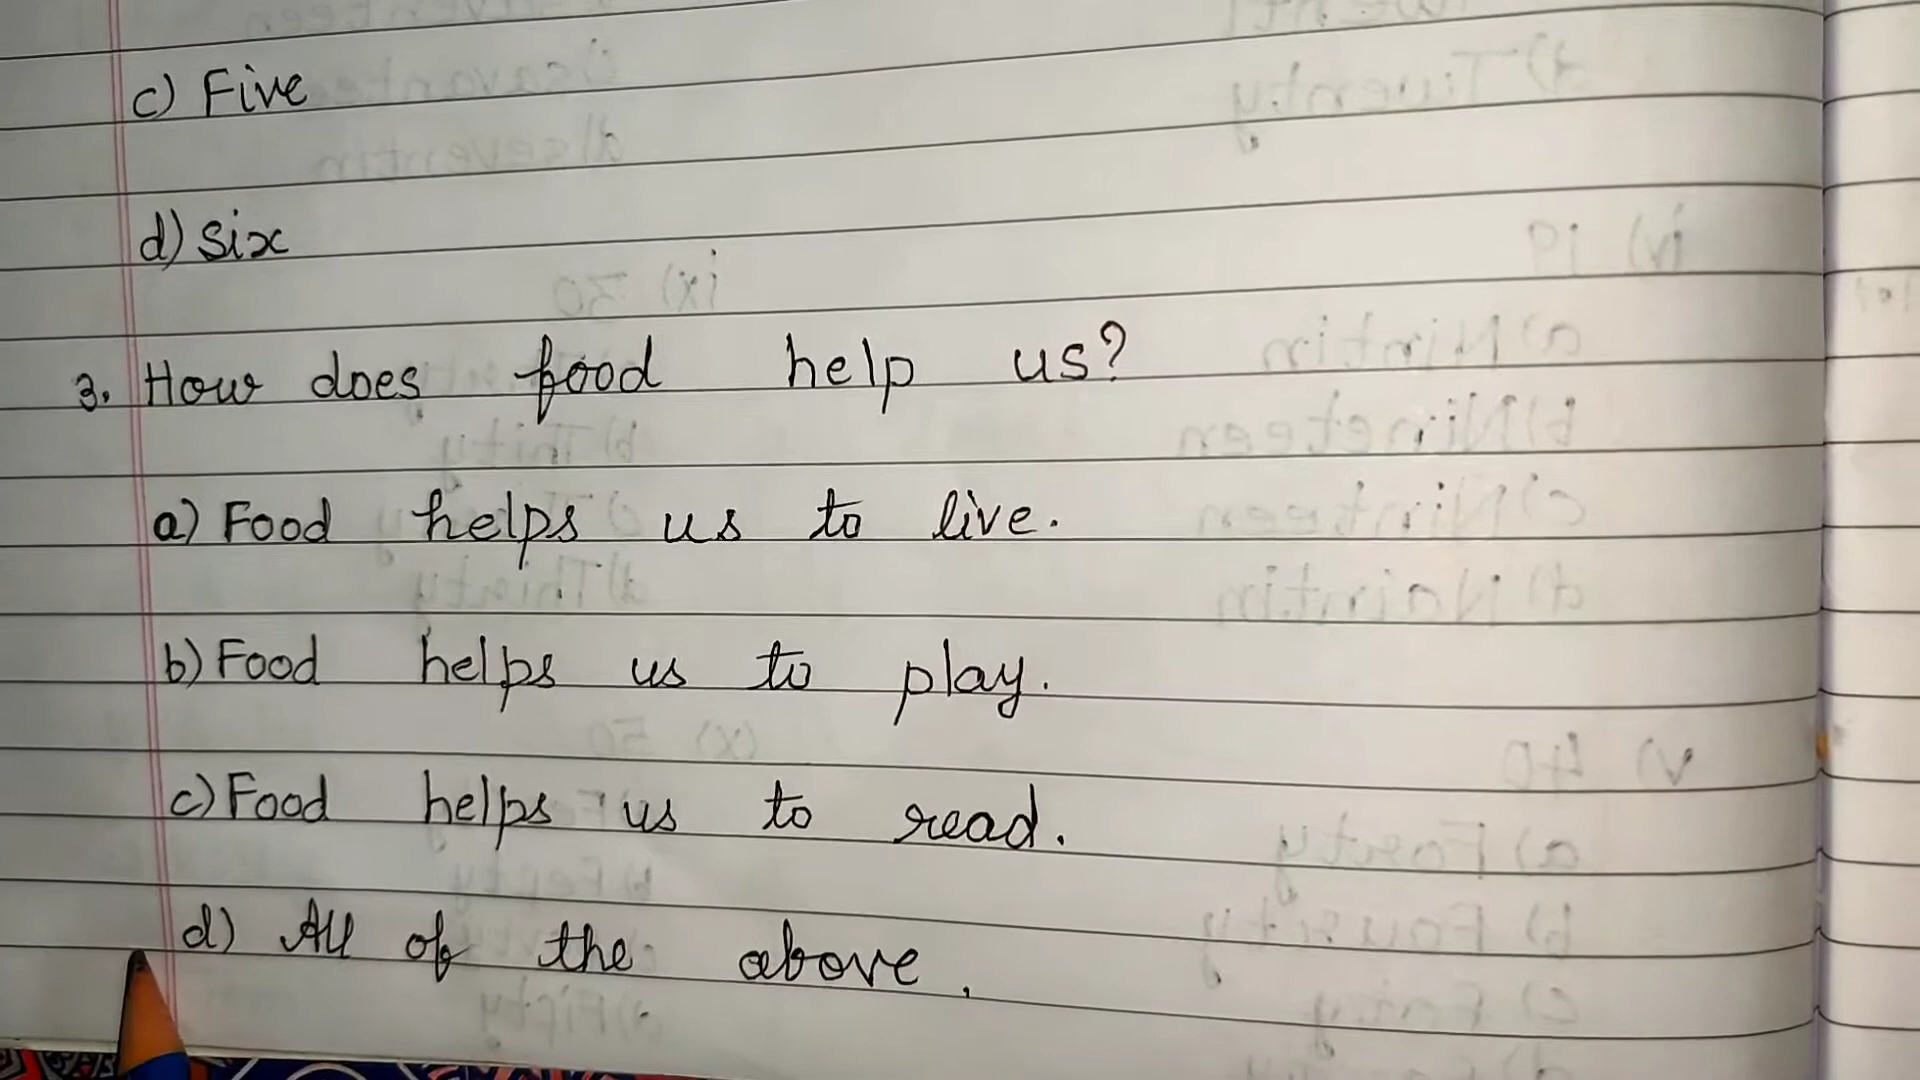 c) Five
d) Six
3. How does food help us?
a) Food helps us to live.
b) Food helps us to play.
c) Food helps us to read.
d) All of the above.